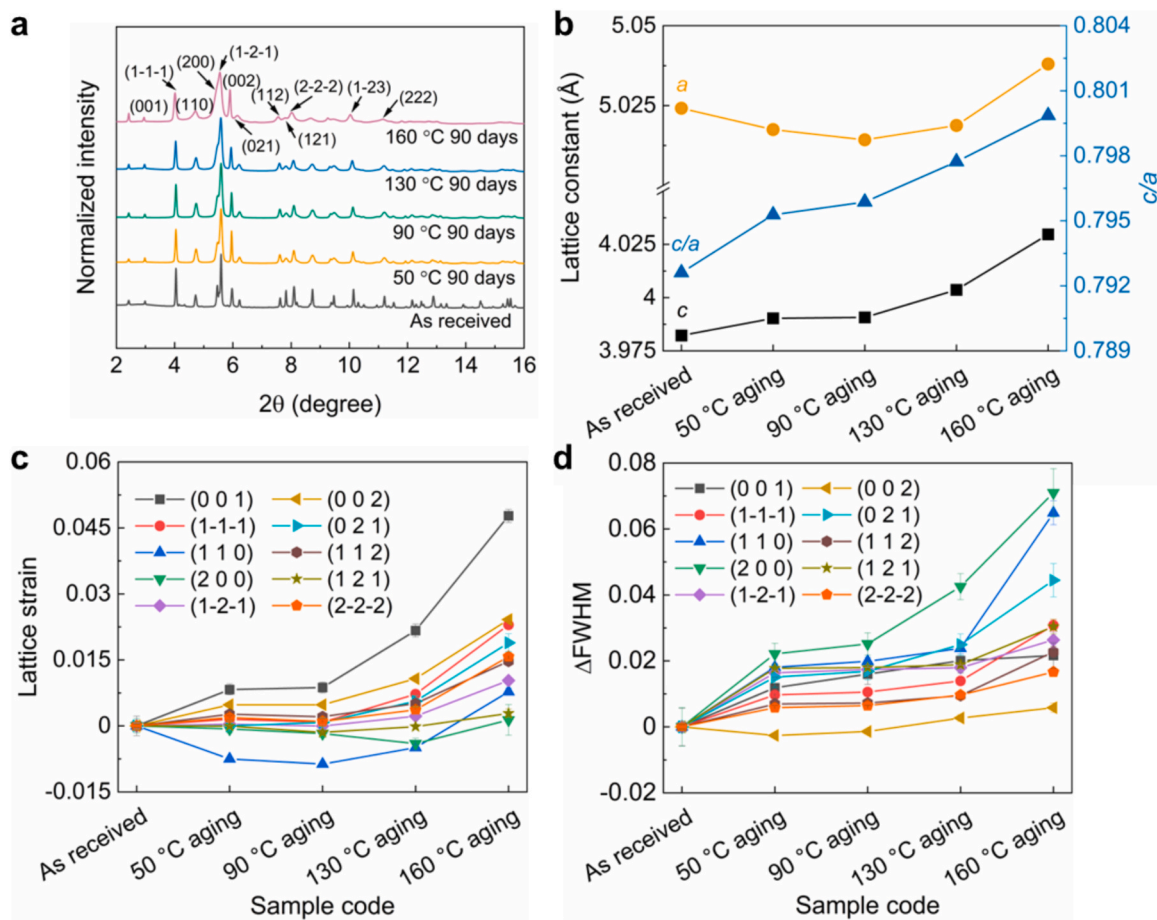 a
Normalized intensity
(1-1-1)
(200)
(1-2-1)
(001)
(110)
(002)
(021)
(112)
(2-2-2)
(121)
(1-23)
(222)
160 °C 90 days
130 °C 90 days
90 °C 90 days
50 °C 90 days
As received
2 4 6 8 10 12 14 16
2θ (degree)
b
Lattice constant (Å)
5.05
5.025
4.025
4
3.975
a
c/a
c
0.804
0.801
0.798
0.795
0.792
0.789
c/a
As received
50 °C aging
90 °C aging
130 °C aging
160 °C aging
c
Lattice strain
0.06
0.045
0.03
0.015
0
-0.015
(0 0 1) (0 0 2)
(1-1-1) (0 2 1)
(1 1 0) (1 1 2)
(2 0 0) (1 2 1)
(1-2-1) (2-2-2)
As received
50 °C aging
90 °C aging
130 °C aging
160 °C aging
Sample code
d
ΔFWHM
0.08
0.06
0.04
0.02
0
-0.02
(0 0 1) (0 0 2)
(1-1-1) (0 2 1)
(1 1 0) (1 1 2)
(2 0 0) (1 2 1)
(1-2-1) (2-2-2)
As received
50 °C aging
90 °C aging
130 °C aging
160 °C aging
Sample code